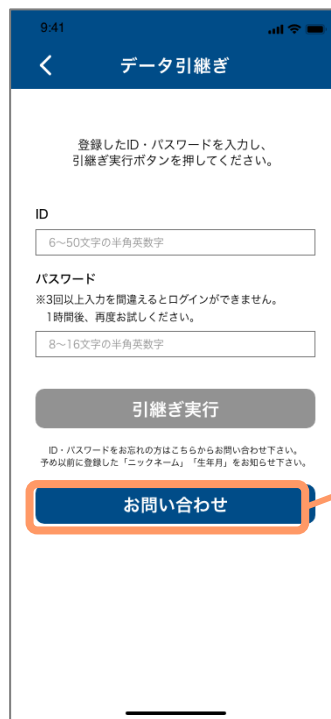 9:41
データ引継ぎ
登録したID・パスワードを入力し、
引継ぎ実行ボタンを押してください。
ID
6〜50文字の半角英数字
パスワード
※3回以上入力を間違えるとログインができません。
1時間後、再度お試しください。
8〜16文字の半角英数字
引継ぎ実行
ID・パスワードをお忘れの方はこちらからお問い合わせ下さい。
予め以前に登録した「ニックネーム」「生年月」をお知らせ下さい。
お問い合わせ